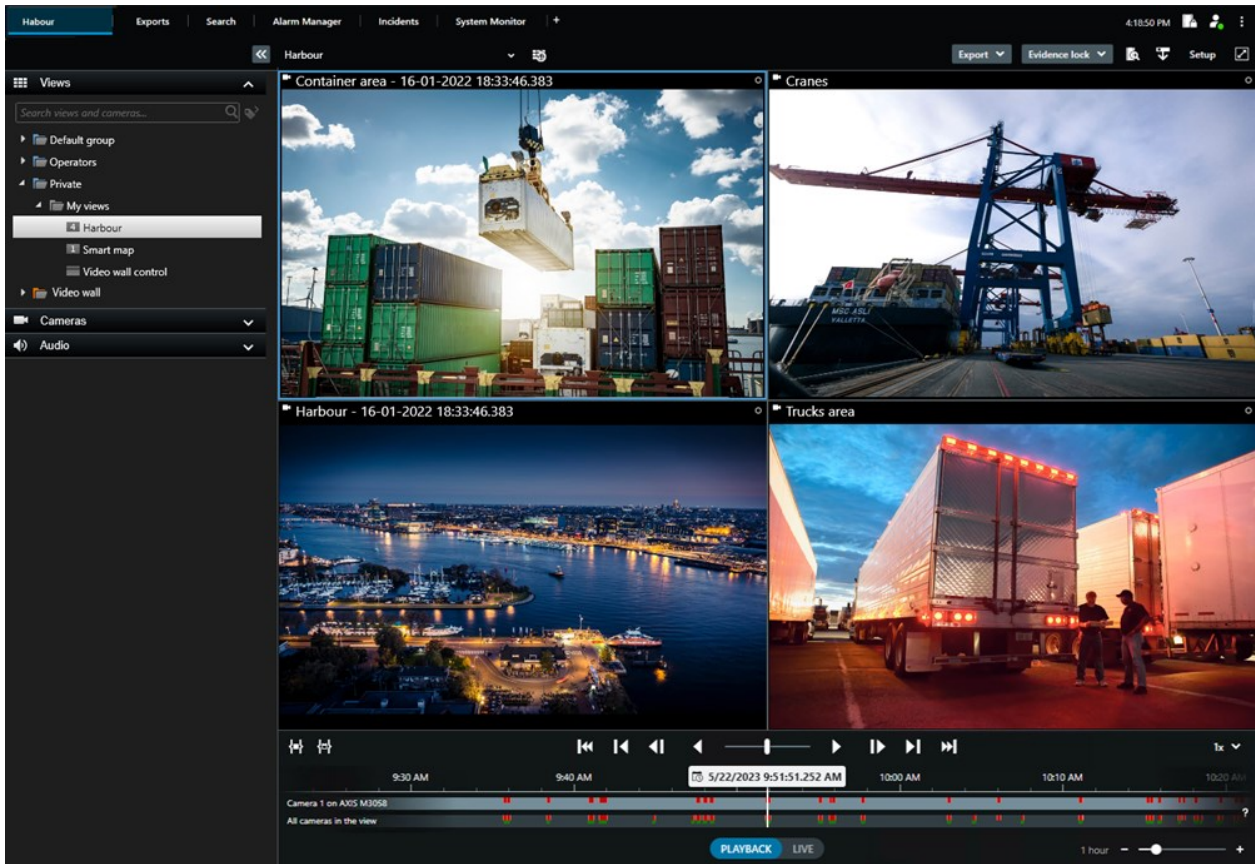 Habour Exports Search Alarm Manager Incidents System Monitor + 4:18:50 PM
Harbour Export Evidence lock Setup
Views
Search views and cameras...
Default group
Operators
Private
My views
4 Harbour
1 Smart map
Video wall control
Video wall
Cameras
Audio
Container area - 16-01-2022 18:33:46.383
Cranes
MSC ASLI
VALLETTA
Harbour - 16-01-2022 18:33:46.383
Trucks area
1x
9:30 AM 9:40 AM 5/22/2023 9:51:51.252 AM 10:00 AM 10:10 AM 10:20 AM
Camera 1 on AXIS M3058
All cameras in the view
?
PLAYBACK LIVE
1 hour - +